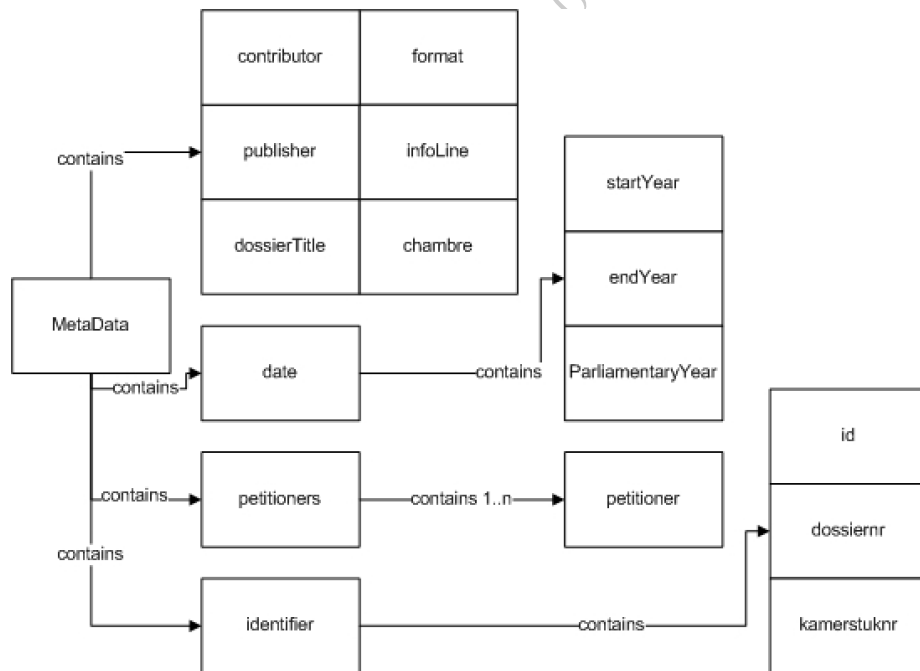 contributor format
contains publisher infoLine
dossierTitle chambre
startYear
endYear
ParliamentaryYear
MetaData
contains date contains
contains petitioners contains 1..n petitioner
contains identifier contains
id
dossiernr
kamerstuknr